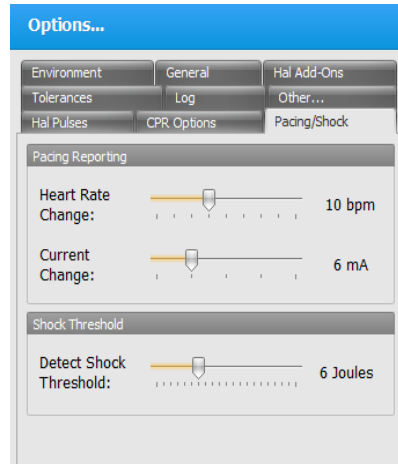 Options...
Environment General Hal Add-Ons
Tolerances Log Other...
Hal Pulses CPR Options Pacing/Shock
Pacing Reporting
Heart Rate
Change:
10 bpm
Current
Change:
6 mA
Shock Threshold
Detect Shock
Threshold:
6 Joules